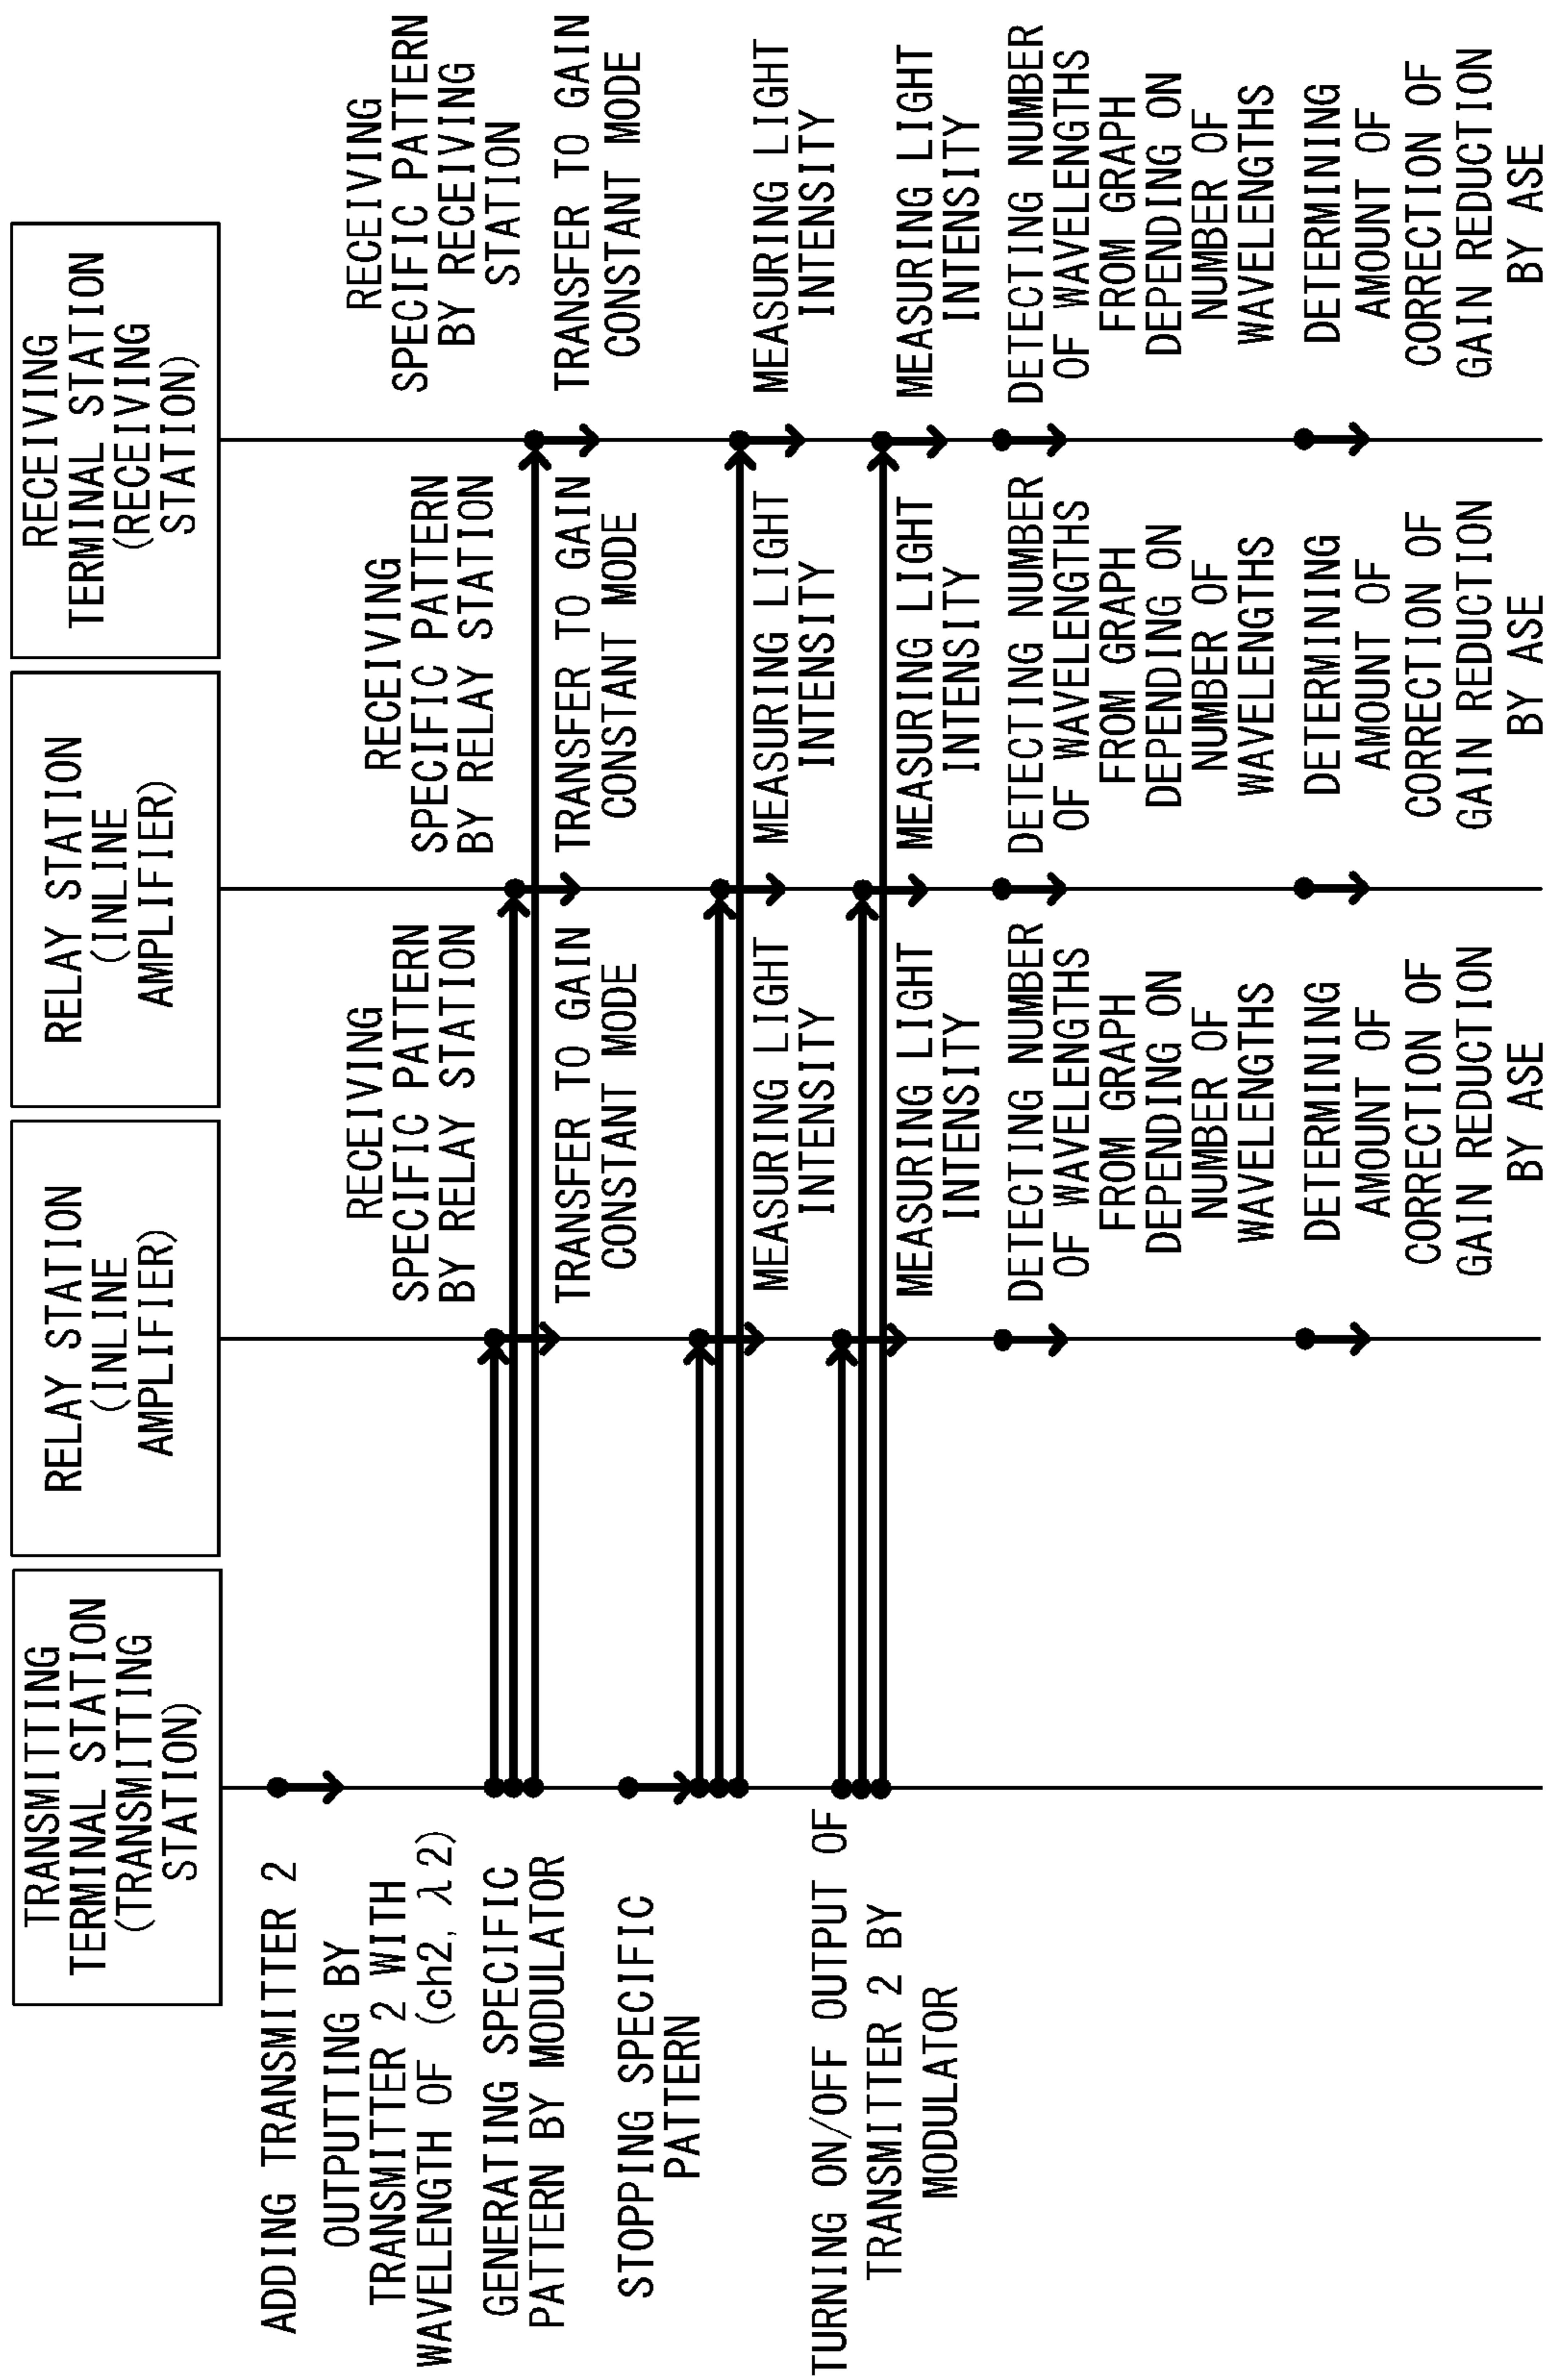 TRANSMITTING
TERMINAL STATION
(TRANSMITTING
STATION)
RELAY STATION
(INLINE
AMPLIFIER)
RELAY STATION
(INLINE
AMPLIFIER)
RECEIVING
TERMINAL STATION
(RECEIVING
STATION)
ADDING TRANSMITTER 2
OUTPUTTING BY
TRANSMITTER 2 WITH
WAVELENGTH OF (ch2, λ2)
GENERATING SPECIFIC
PATTERN BY MODULATOR
STOPPING SPECIFIC
PATTERN
TURNING ON/OFF OUTPUT OF
TRANSMITTER 2 BY
MODULATOR
RECEIVING
SPECIFIC PATTERN
BY RELAY STATION
TRANSFER TO GAIN
CONSTANT MODE
MEASURING LIGHT
INTENSITY
MEASURING LIGHT
INTENSITY
DETECTING NUMBER
OF WAVELENGTHS
FROM GRAPH
DEPENDING ON
NUMBER OF
WAVELENGTHS
DETERMINING
AMOUNT OF
CORRECTION OF
GAIN REDUCTION
BY ASE
RECEIVING
SPECIFIC PATTERN
BY RELAY STATION
TRANSFER TO GAIN
CONSTANT MODE
MEASURING LIGHT
INTENSITY
MEASURING LIGHT
INTENSITY
DETECTING NUMBER
OF WAVELENGTHS
FROM GRAPH
DEPENDING ON
NUMBER OF
WAVELENGTHS
DETERMINING
AMOUNT OF
CORRECTION OF
GAIN REDUCTION
BY ASE
RECEIVING
SPECIFIC PATTERN
BY RECEIVING
STATION
TRANSFER TO GAIN
CONSTANT MODE
MEASURING LIGHT
INTENSITY
MEASURING LIGHT
INTENSITY
DETECTING NUMBER
OF WAVELENGTHS
FROM GRAPH
DEPENDING ON
NUMBER OF
WAVELENGTHS
DETERMINING
AMOUNT OF
CORRECTION OF
GAIN REDUCTION
BY ASE